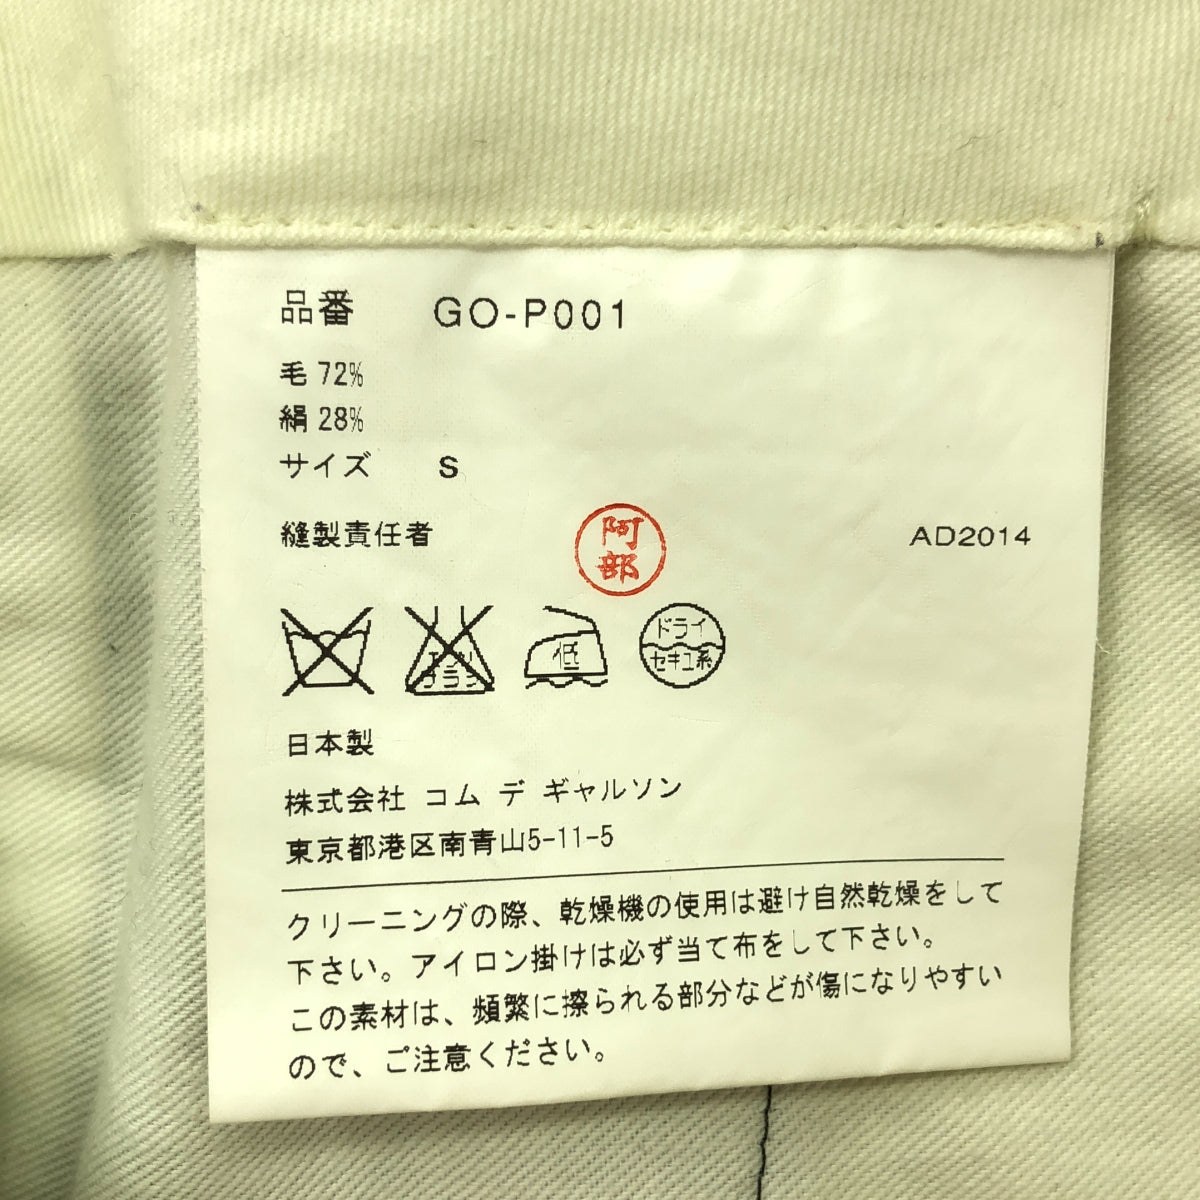 品番 GO-P001
毛 72%
絹 28%
サイズ S
縫製責任者 阿部 AD2014
エンソ
サラシ
低
ドライ
セキユ系
日本製
株式会社 コム デ ギャルソン
東京都港区南青山5-11-5
クリーニングの際、乾燥機の使用は避け自然乾燥をして
下さい。アイロン掛けは必ず当て布をして下さい。
この素材は、頻繁に擦られる部分などが傷になりやすい
ので、ご注意ください。